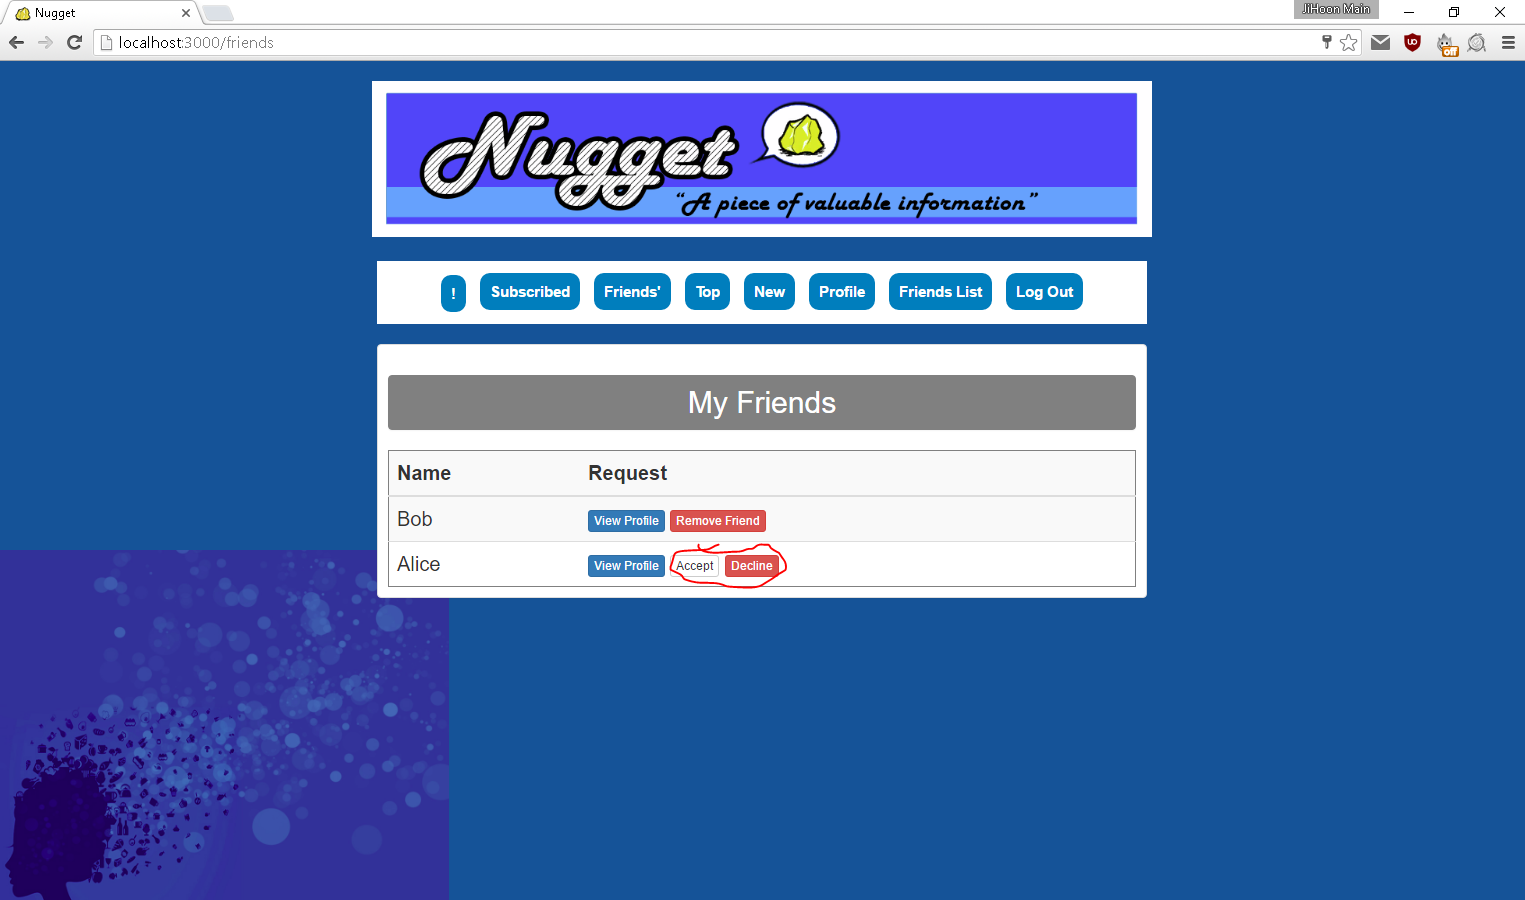 Nugget
JiHoon Main
localhost:3000/friends
off
Nugget
"A piece of valuable information"
! Subscribed Friends' Top New Profile Friends List Log Out
My Friends
Name Request
Bob View Profile Remove Friend
Alice View Profile Accept Decline